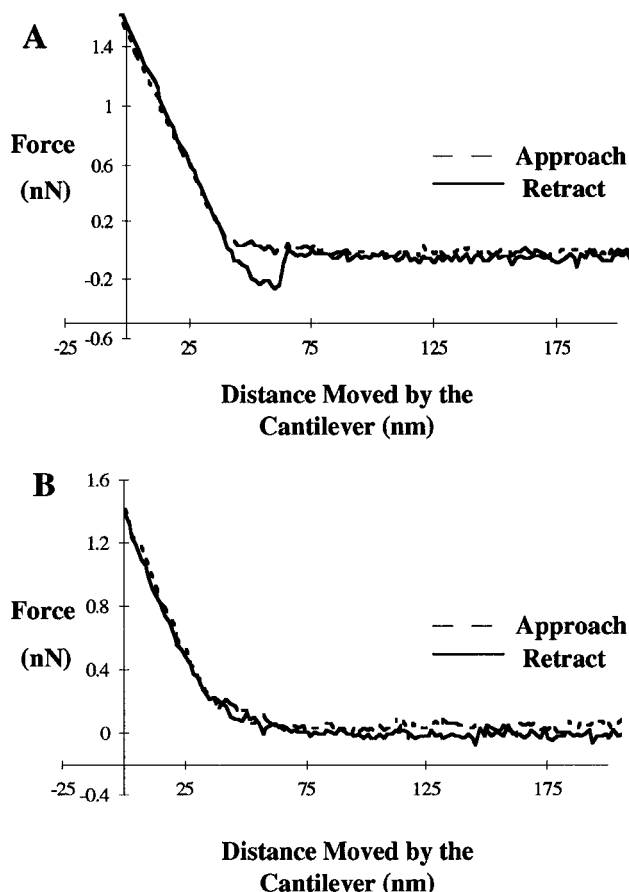 A
1.4
1
Force
0.6
(nN)
0.2
-0.2
-0.6
Approach
Retract
-25
25
75
125
175
Distance Moved by the
Cantilever (nm)
B
1.6
1.2
Force
0.8
(nN)
0.4
0
-0.4
Approach
Retract
-25
25
75
125
175
Distance Moved by the
Cantilever (nm)